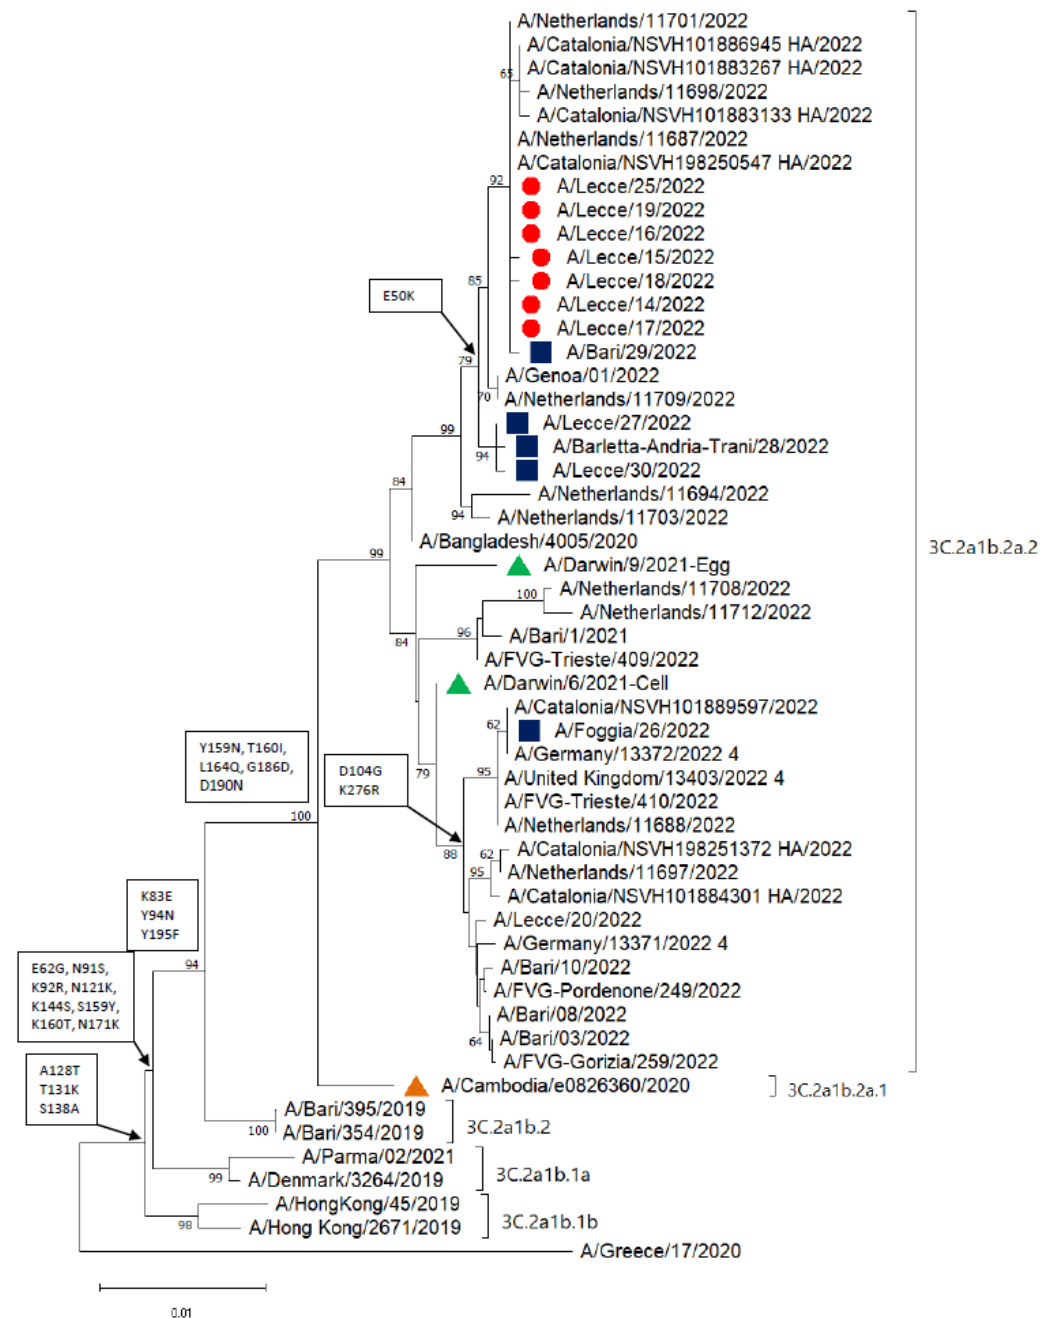 A/Netherlands/11701/2022
A/Catalonia/NSVH101886945 HA/2022
A/Catalonia/NSVH101883267 HA/2022
65
A/Netherlands/11698/2022
A/Catalonia/NSVH101883133 HA/2022
A/Netherlands/11687/2022
A/Catalonia/NSVH198250547 HA/2022
92
A/Lecce/25/2022
A/Lecce/19/2022
A/Lecce/16/2022
A/Lecce/15/2022
85
A/Lecce/18/2022
E50K
A/Lecce/14/2022
A/Lecce/17/2022
A/Bari/29/2022
79
A/Genoa/01/2022
70
A/Netherlands/11709/2022
A/Lecce/27/2022
99
A/Barletta-Andria-Trani/28/2022
94
A/Lecce/30/2022
84
A/Netherlands/11694/2022
94
A/Netherlands/11703/2022
A/Bangladesh/4005/2020
3C.2a1b.2a.2
99
A/Darwin/9/2021-Egg
A/Netherlands/11708/2022
100
A/Netherlands/11712/2022
96
A/Bari/1/2021
84
A/FVG-Trieste/409/2022
A/Darwin/6/2021-Cell
A/Catalonia/NSVH101889597/2022
62
A/Foggia/26/2022
Y159N, T160I,
L164Q, G186D,
D190N
A/Germany/13372/2022 4
D104G
K276R
79
95
A/United Kingdom/13403/2022 4
A/FVG-Trieste/410/2022
100
A/Netherlands/11688/2022
88
62
A/Catalonia/NSVH198251372 HA/2022
95
A/Netherlands/11697/2022
K83E
Y94N
Y195F
A/Catalonia/NSVH101884301 HA/2022
A/Lecce/20/2022
A/Germany/13371/2022 4
94
A/Bari/10/2022
E62G, N91S,
K92R, N121K,
K144S, S159Y,
K160T, N171K
A/FVG-Pordenone/249/2022
A/Bari/08/2022
64
A/Bari/03/2022
A/FVG-Gorizia/259/2022
A128T
T131K
S138A
A/Cambodia/e0826360/2020
3C.2a1b.2a.1
A/Bari/395/2019
100
A/Bari/354/2019
3C.2a1b.2
A/Parma/02/2021
99
A/Denmark/3264/2019
3C.2a1b.1a
A/HongKong/45/2019
98
A/Hong Kong/2671/2019
3C.2a1b.1b
A/Greece/17/2020
0.01